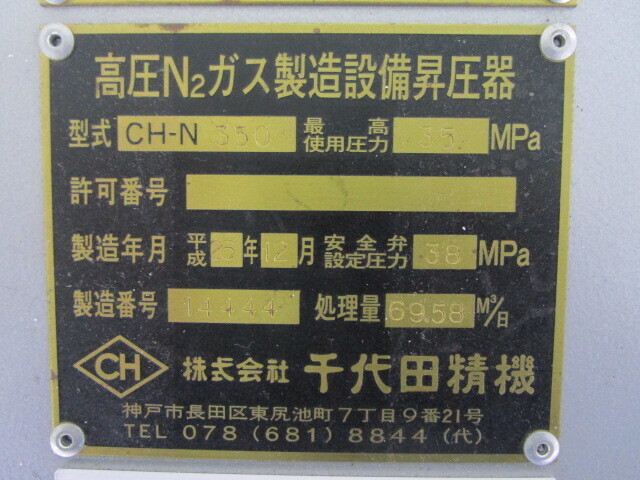 高圧N₂ガス製造設備昇圧器
型式 CH-N 350 最高使用圧力 35. MPa
許可番号
製造年月 平成 26年12月 安全弁設定圧力 38 MPa
製造番号 14444 処理量 69.58 M³/日
CH 株式会社 千代田精機
神戸市長田区東尻池町7丁目9番21号
TEL 078 (681) 8844 (代)